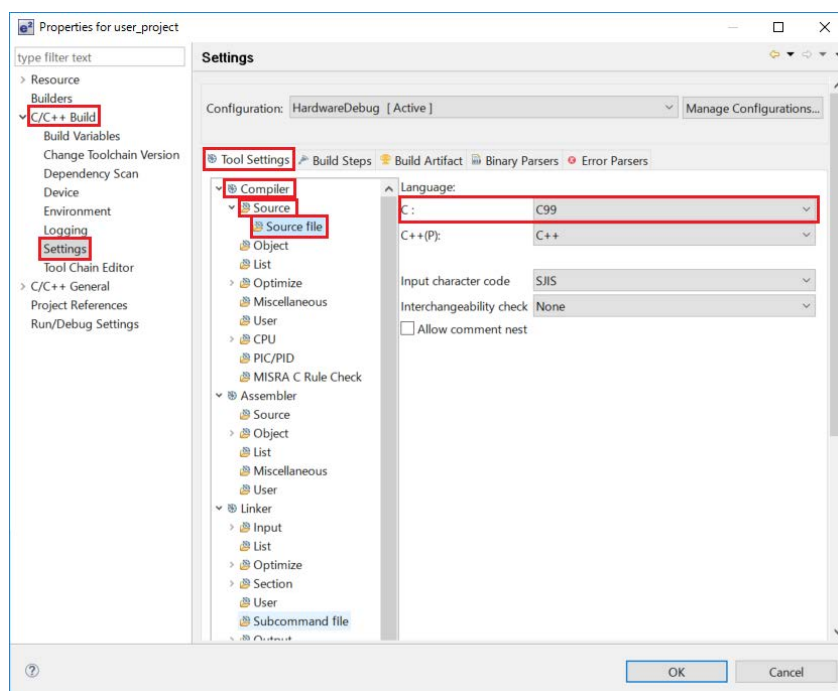 e² Properties for user_project
type filter text
Resource
Builders
C/C++ Build
Build Variables
Change Toolchain Version
Dependency Scan
Device
Environment
Logging
Settings
Tool Chain Editor
C/C++ General
Project References
Run/Debug Settings
Settings
Configuration: HardwareDebug [ Active ] Manage Configurations...
Tool Settings Build Steps Build Artifact Binary Parsers Error Parsers
Compiler
Source
Source file
Object
List
Optimize
Miscellaneous
User
CPU
PIC/PID
MISRA C Rule Check
Assembler
Source
Object
List
Miscellaneous
User
Linker
Input
List
Optimize
Section
User
Subcommand file
Output
Language:
C : C99
C++(P): C++
Input character code SJIS
Interchangeability check None
Allow comment nest
OK Cancel